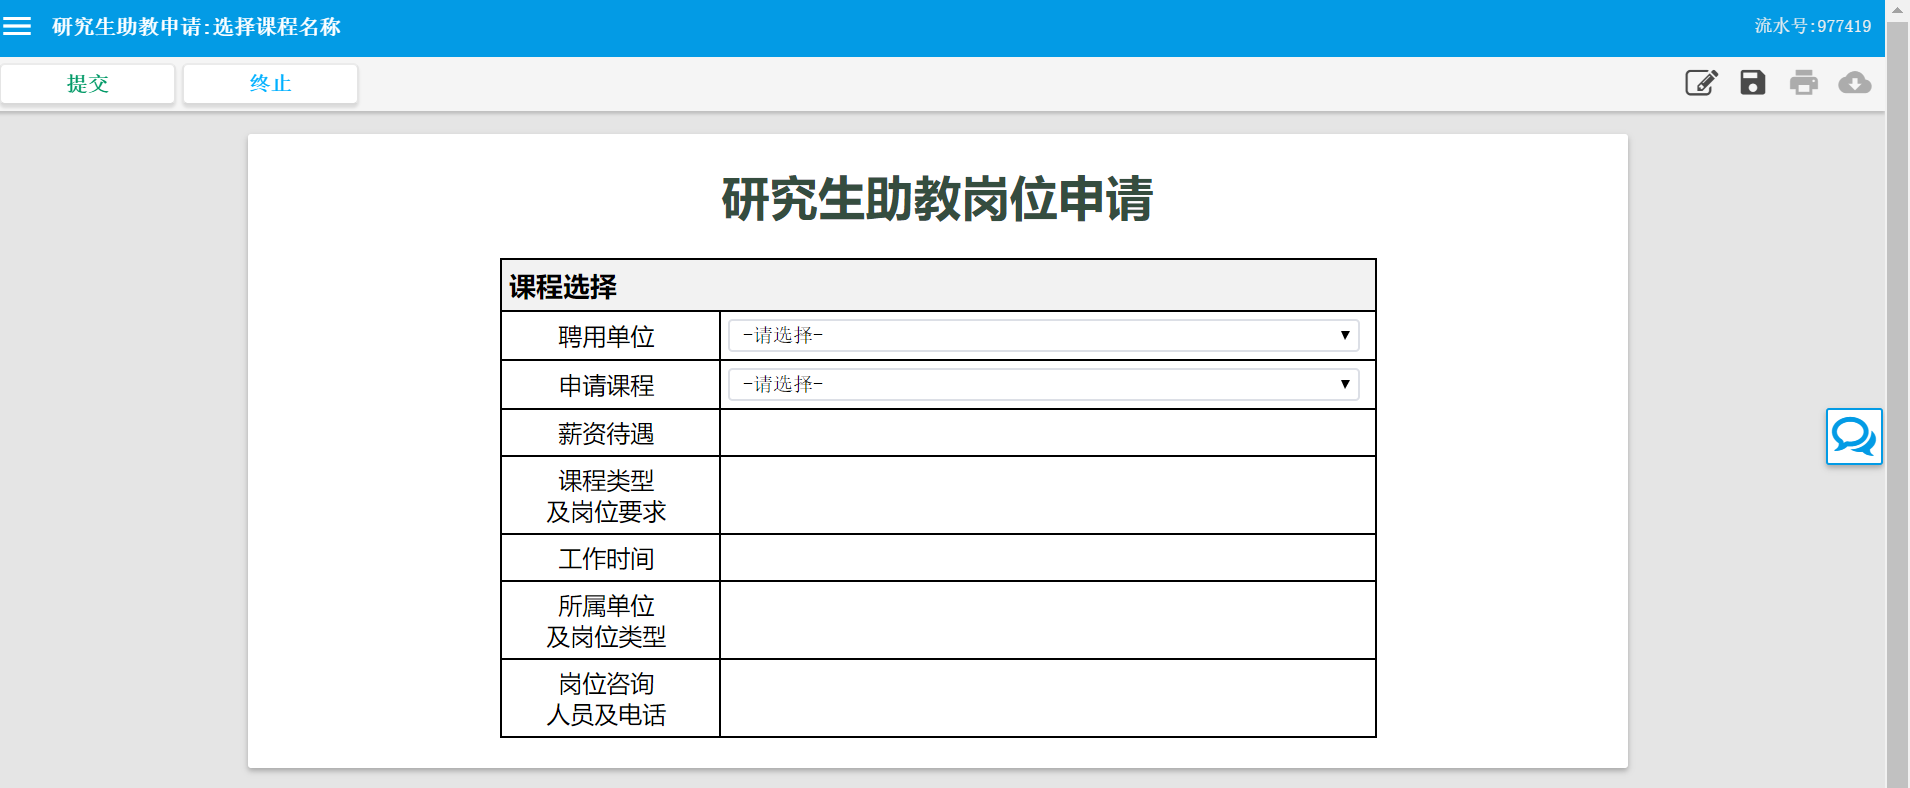 研究生助教申请:选择课程名称
流水号:977419
提交
终止
研究生助教岗位申请
课程选择
聘用单位
-请选择-
申请课程
-请选择-
薪资待遇
课程类型
及岗位要求
工作时间
所属单位
及岗位类型
岗位咨询
人员及电话